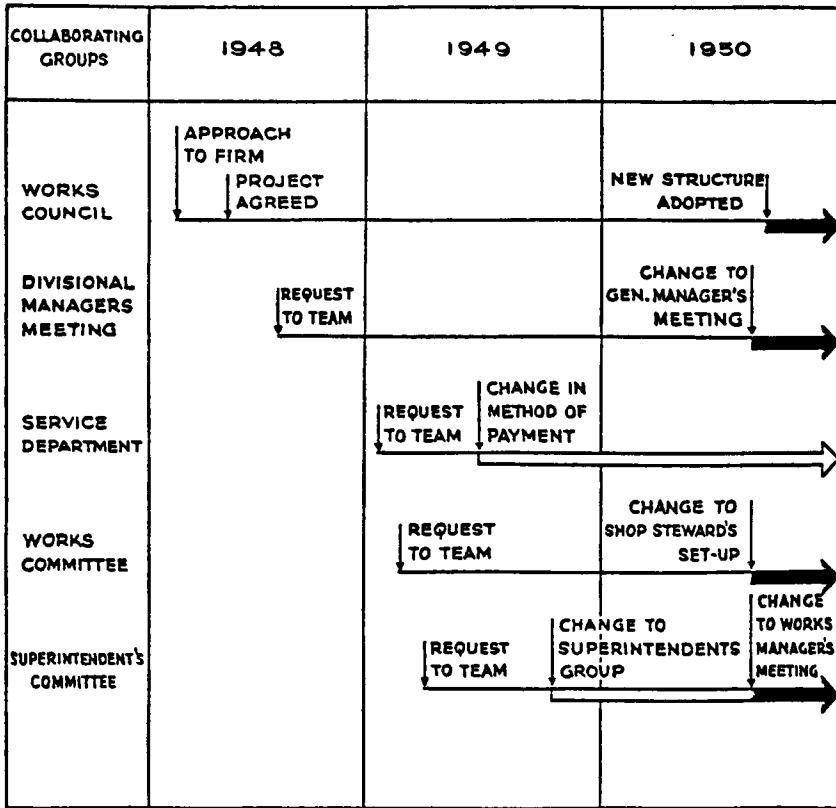 COLLABORATING
GROUPS
1948
1949
1950
WORKS
COUNCIL
APPROACH
TO FIRM
PROJECT
AGREED
NEW STRUCTURE
ADOPTED
DIVISIONAL
MANAGERS
MEETING
REQUEST
TO TEAM
CHANGE TO
GEN. MANAGER'S
MEETING
SERVICE
DEPARTMENT
REQUEST
TO TEAM
CHANGE IN
METHOD OF
PAYMENT
WORKS
COMMITTEE
REQUEST
TO TEAM
CHANGE TO
SHOP STEWARD'S
SET-UP
SUPERINTENDENT'S
COMMITTEE
REQUEST
TO TEAM
CHANGE TO
SUPERINTENDENTS
GROUP
CHANGE
TO WORKS
MANAGER'S
MEETING